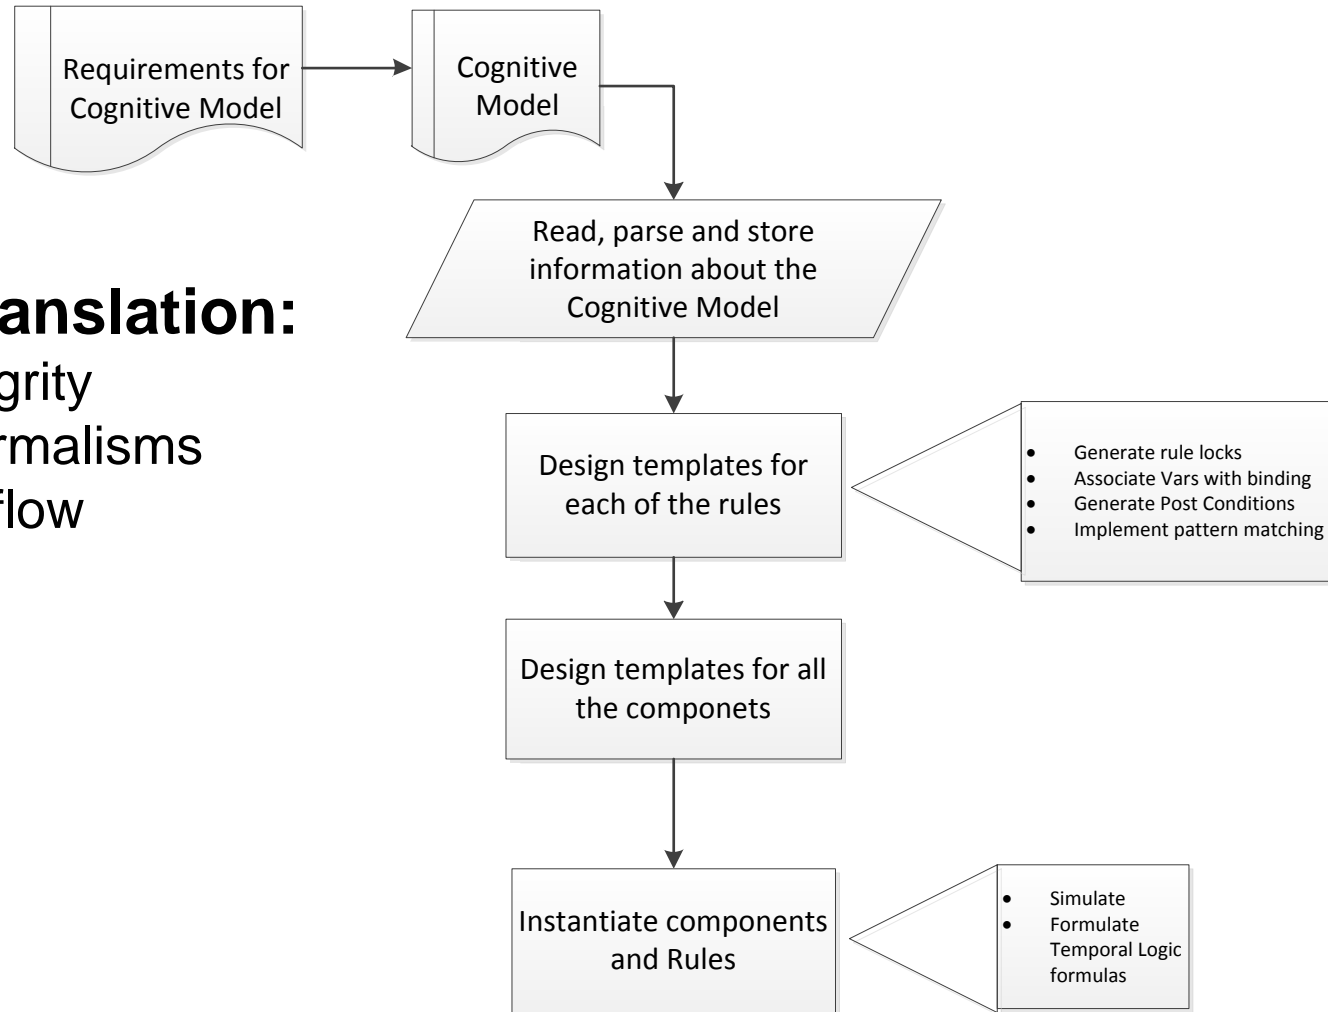 Requirements for
Cognitive Model
Cognitive
Model
Read, parse and store
information about the
Cognitive Model
anslation:
grity
rmalisms
flow
Design templates for
each of the rules
● Generate rule locks
● Associate Vars with binding
● Generate Post Conditions
● Implement pattern matching
Design templates for all
the componets
Instantiate components
and Rules
● Simulate
● Formulate
Temporal Logic
formulas